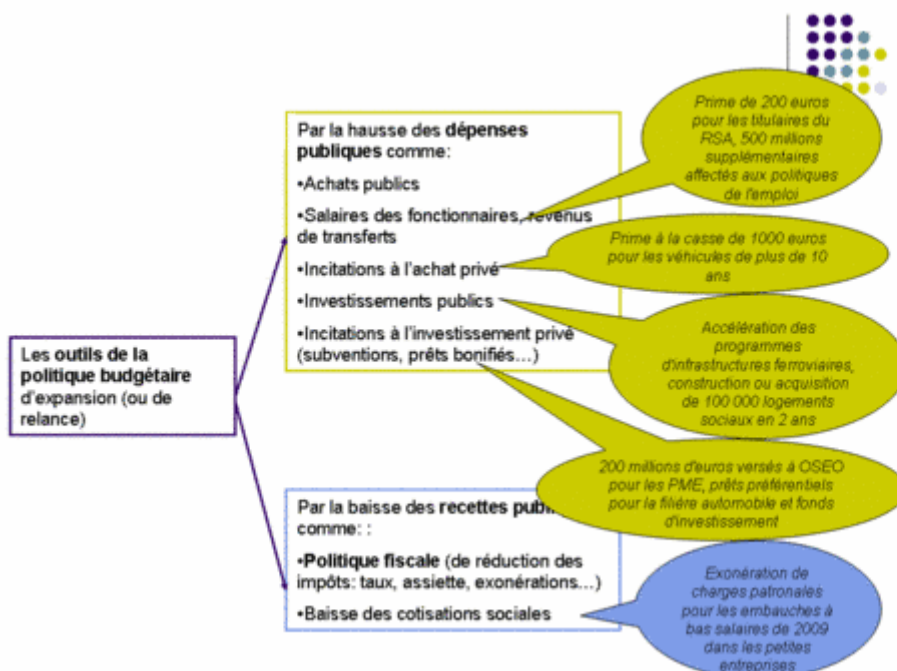 Les outils de la
politique budgétaire
d'expansion (ou de
relance)
Par la hausse des dépenses
publiques comme:
•Achats publics
•Salaires des fonctionnaires, revenus
de transferts
•Incitations à l'achat privé
•Investissements publics
•Incitations à l'investissement privé
(subventions, prêts bonifiés…)
Prime de 200 euros
pour les titulaires du
RSA, 500 millions
supplémentaires
affectés aux politiques
de l'emploi
Prime à la casse de 1000 euros
pour les véhicules de plus de 10
ans
Accélération des
programmes
d'infrastructures ferroviaires,
construction ou acquisition
de 100 000 logements
sociaux en 2 ans
200 millions d'euros versés à OSEO
pour les PME, prêts préférentiels
pour la filière automobile et fonds
d'investissement
Par la baisse des recettes publi
comme: :
•Politique fiscale (de réduction des
impôts: taux, assiette, exonérations…)
•Baisse des cotisations sociales
Exonération de
charges patronales
pour les embauches à
bas salaires de 2009
dans les petites
entreprises